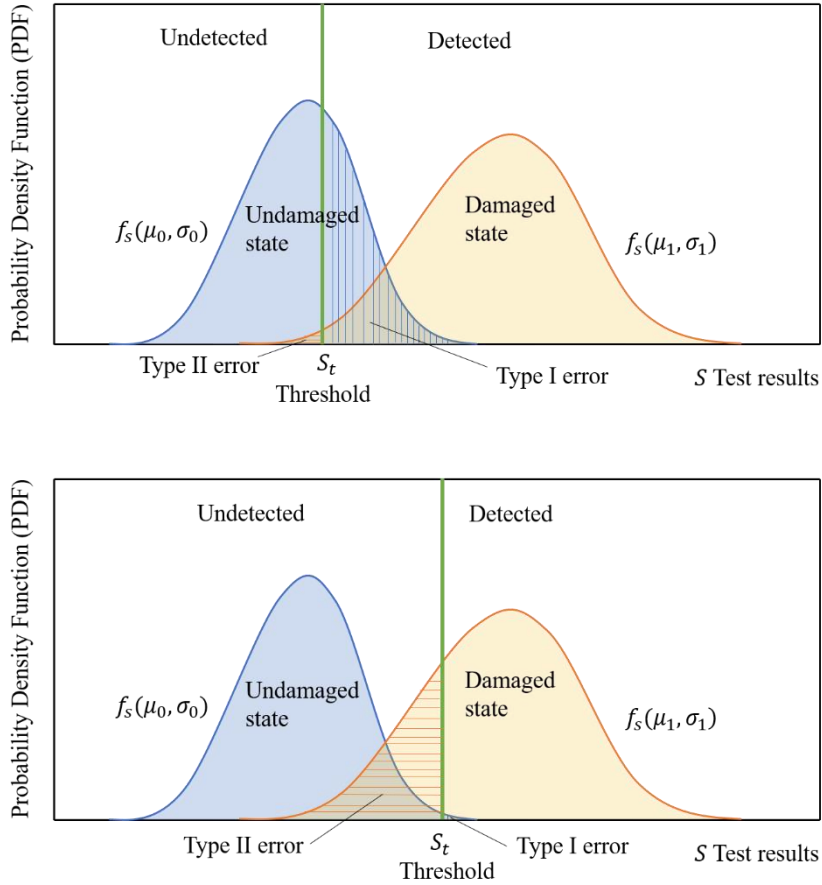 Probability Density Function (PDF)
Undetected
Detected
Undamaged
state
Damaged
state
f_s(μ_0, σ_0)
f_s(μ_1, σ_1)
Type II error
S_t
Type I error
Threshold
S Test results
Probability Density Function (PDF)
Undetected
Detected
Undamaged
state
Damaged
state
f_s(μ_0, σ_0)
f_s(μ_1, σ_1)
Type II error
S_t
Type I error
Threshold
S Test results